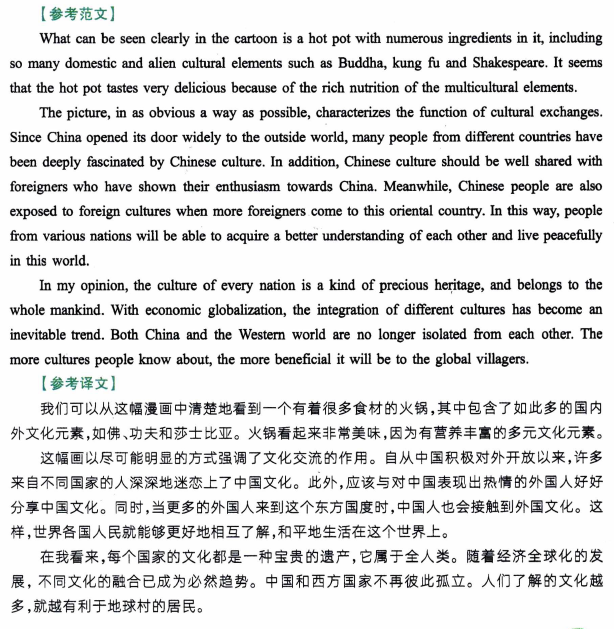 【参考范文】
What can be seen clearly in the cartoon is a hot pot with numerous ingredients in it, including
so many domestic and alien cultural elements such as Buddha, kung fu and Shakespeare. It seems
that the hot pot tastes very delicious because of the rich nutrition of the multicultural elements.
The picture, in as obvious a way as possible, characterizes the function of cultural exchanges.
Since China opened its door widely to the outside world, many people from different countries have
been deeply fascinated by Chinese culture. In addition, Chinese culture should be well shared with
foreigners who have shown their enthusiasm towards China. Meanwhile, Chinese people are also
exposed to foreign cultures when more foreigners come to this oriental country. In this way, people
from various nations will be able to acquire a better understanding of each other and live peacefully
in this world.
In my opinion, the culture of every nation is a kind of precious heritage, and belongs to the
whole mankind. With economic globalization, the integration of different cultures has become an
inevitable trend. Both China and the Western world are no longer isolated from each other. The
more cultures people know about, the more beneficial it will be to the global villagers.
【参考译文】
我们可以从这幅漫画中清楚地看到一个有着很多食材的火锅,其中包含了如此多的国内
外文化元素,如佛、功夫和莎士比亚。火锅看起来非常美味,因为有营养丰富的多元文化元素。
这幅画以尽可能明显的方式强调了文化交流的作用。自从中国积极对外开放以来,许多
来自不同国家的人深深地迷恋上了中国文化。此外,应该与对中国表现出热情的外国人好好
分享中国文化。同时,当更多的外国人来到这个东方国度时,中国人也会接触到外国文化。这
样,世界各国人民就能够更好地相互了解,和平地生活在这个世界上。
在我看来,每个国家的文化都是一种宝贵的遗产,它属于全人类。随着经济全球化的发
展,不同文化的融合已成为必然趋势。中国和西方国家不再彼此孤立。人们了解的文化越
多,就越有利于地球村的居民。